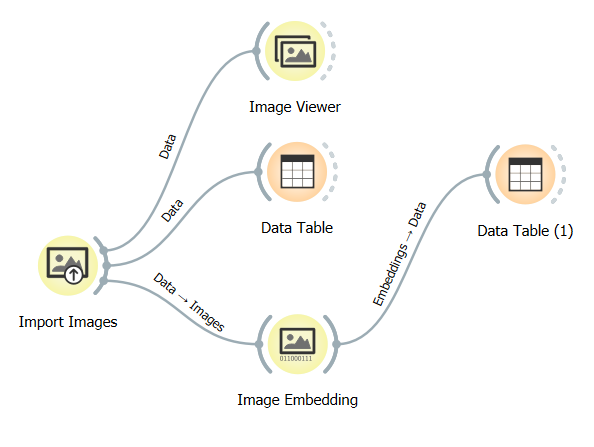 Image Viewer
Data
Data Table
Data
Data Table (1)
Embeddings → Data
Import Images
Data → Images
011000111
Image Embedding